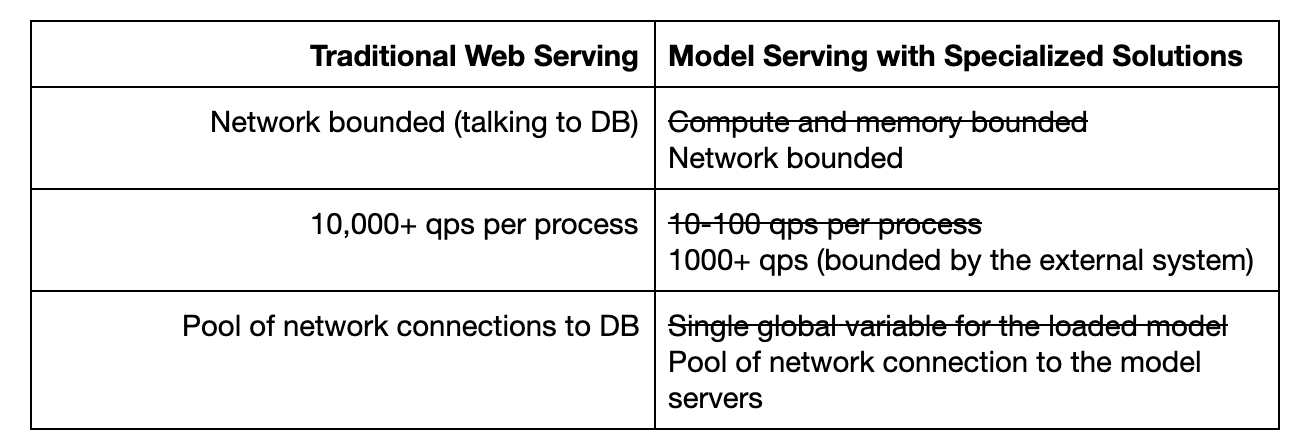 Traditional Web Serving
Model Serving with Specialized Solutions
Network bounded (talking to DB)
Compute and memory bounded
Network bounded
10,000+ qps per process
10-100 qps per process
1000+ qps (bounded by the external system)
Pool of network connections to DB
Single global variable for the loaded model
Pool of network connection to the model
servers